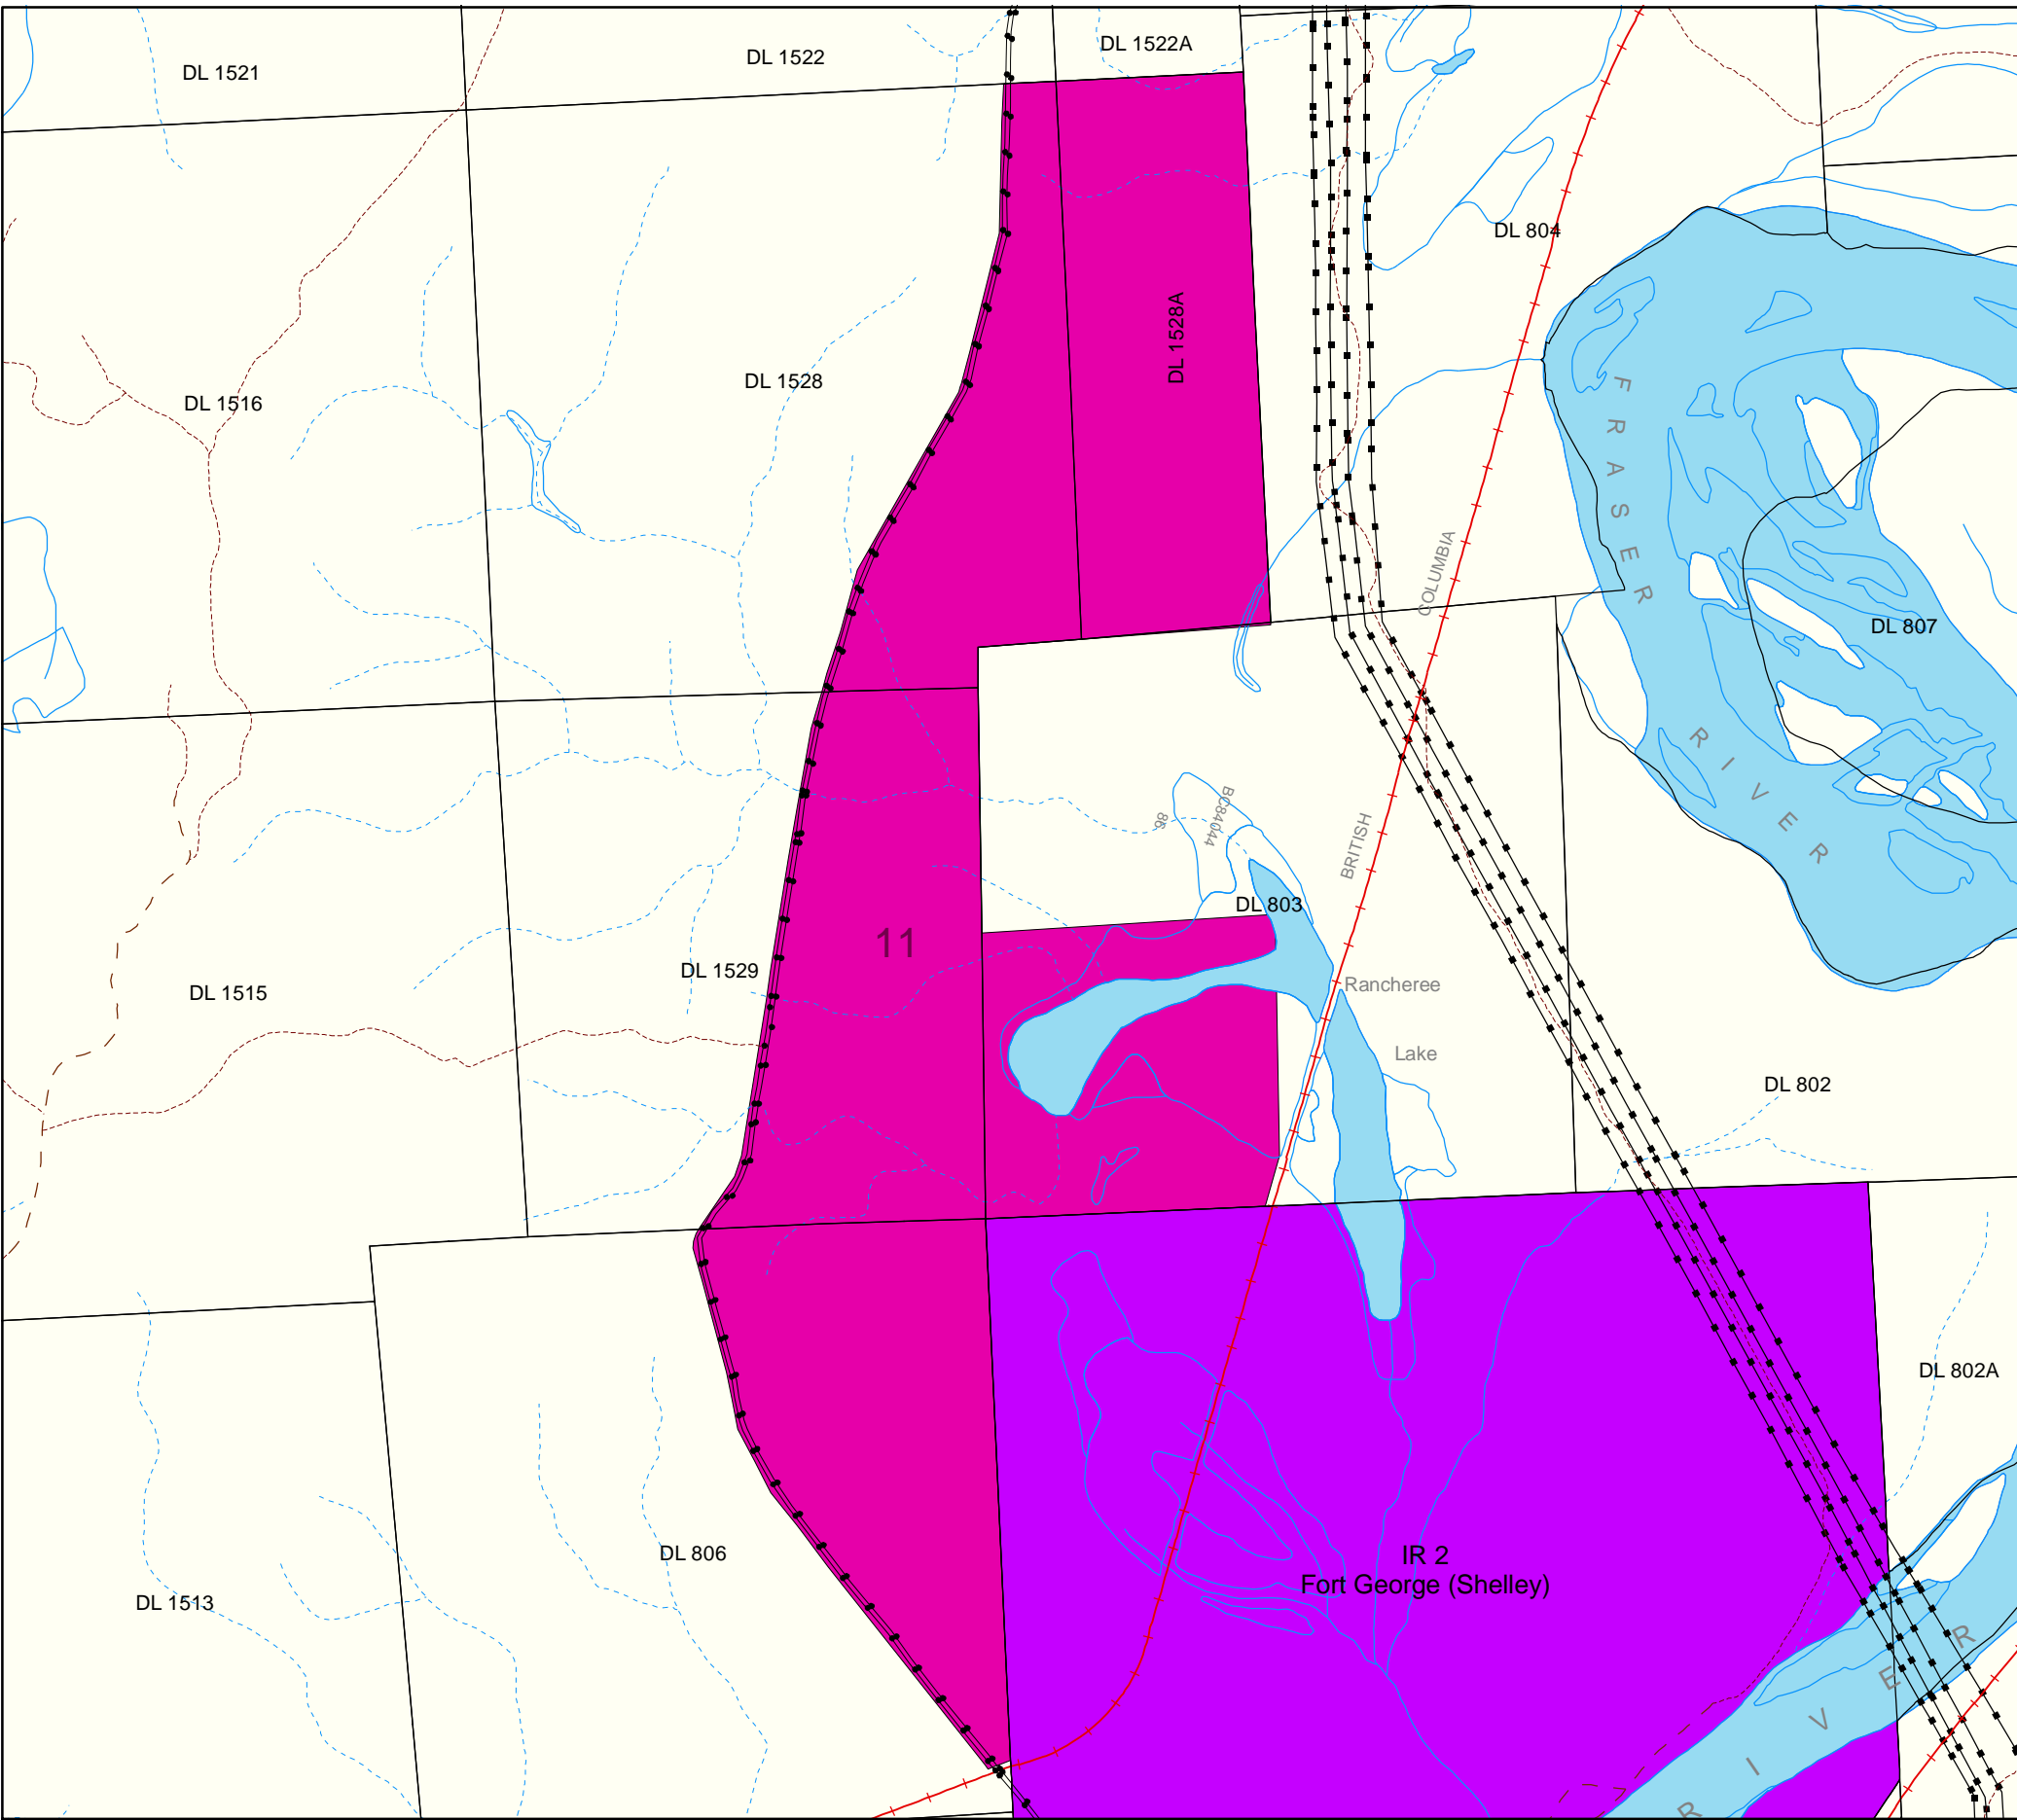 DL 1521
DL 1522
DL 1522A
DL 804
DL 1528A
DL 1528
DL 1516
FRASER
RIVER
COLUMBIA
BRITISH
DL 807
BC84044
86
DL 803
11
DL 1529
DL 1515
Rancheree
Lake
DL 802
DL 802A
DL 806
DL 1513
IR 2
Fort George (Shelley)
RIVER